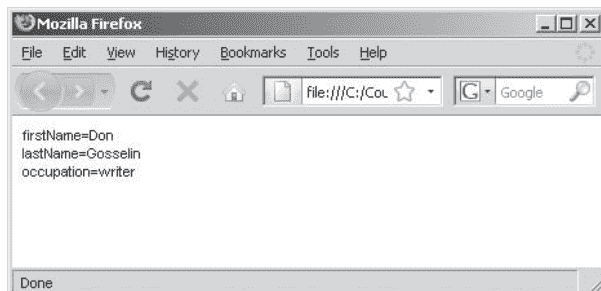 Mozilla Firefox
File Edit View History Bookmarks Tools Help
file:///C:/Cou G Google
firstName=Don
lastName=Gosselin
occupation=writer
Done